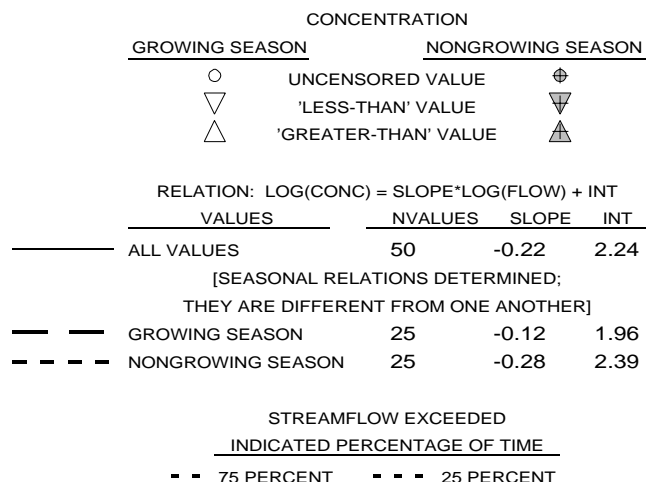 CONCENTRATION
GROWING SEASON NONGROWING SEASON
UNCENSORED VALUE
'LESS-THAN' VALUE
'GREATER-THAN' VALUE
RELATION: LOG(CONC) = SLOPE*LOG(FLOW) + INT
VALUES NVALUES SLOPE INT
ALL VALUES 50 -0.22 2.24
[SEASONAL RELATIONS DETERMINED;
THEY ARE DIFFERENT FROM ONE ANOTHER]
GROWING SEASON 25 -0.12 1.96
NONGROWING SEASON 25 -0.28 2.39
STREAMFLOW EXCEEDED
INDICATED PERCENTAGE OF TIME
75 PERCENT 25 PERCENT